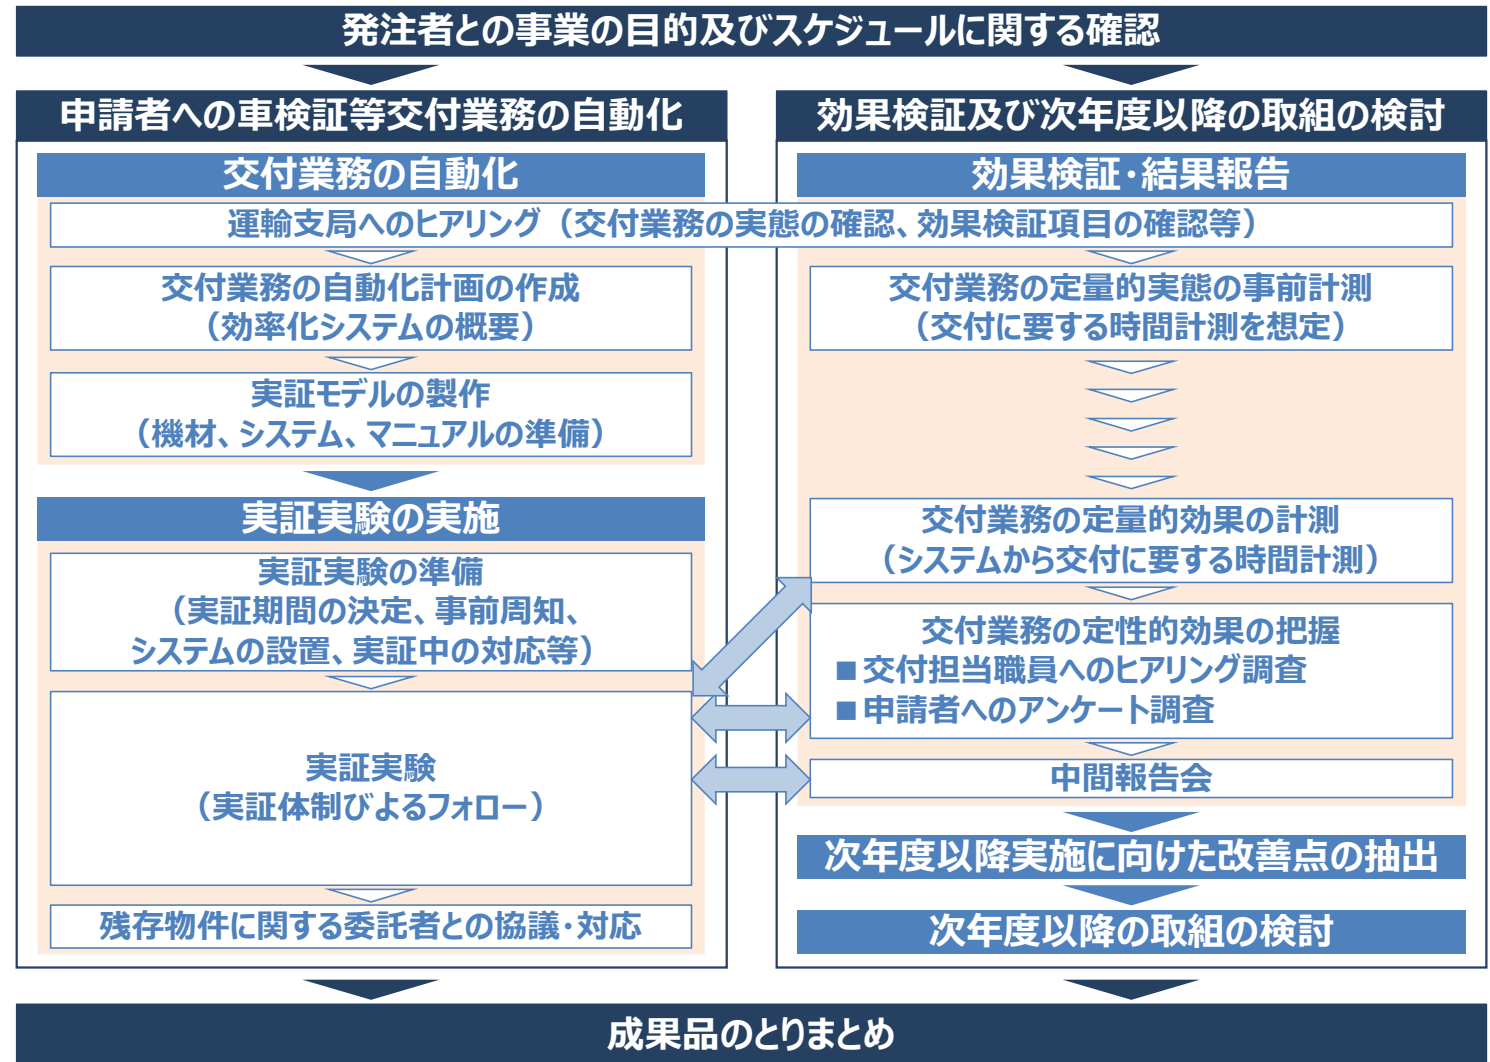 発注者との事業の目的及びスケジュールに関する確認
申請者への車検証等交付業務の自動化
交付業務の自動化
運輸支局へのヒアリング（交付業務の実態の確認、効果検証項目の確認等）
交付業務の自動化計画の作成
（効率化システムの概要）
実証モデルの製作
（機材、システム、マニュアルの準備）
実証実験の実施
実証実験の準備
（実証期間の決定、事前周知、
システムの設置、実証中の対応等）
実証実験
（実証体制びよるフォロー）
残存物件に関する委託者との協議・対応
効果検証及び次年度以降の取組の検討
効果検証・結果報告
交付業務の定量的実態の事前計測
（交付に要する時間計測を想定）
交付業務の定量的効果の計測
（システムから交付に要する時間計測）
交付業務の定性的効果の把握
■交付担当職員へのヒアリング調査
■申請者へのアンケート調査
中間報告会
次年度以降実施に向けた改善点の抽出
次年度以降の取組の検討
成果品のとりまとめ